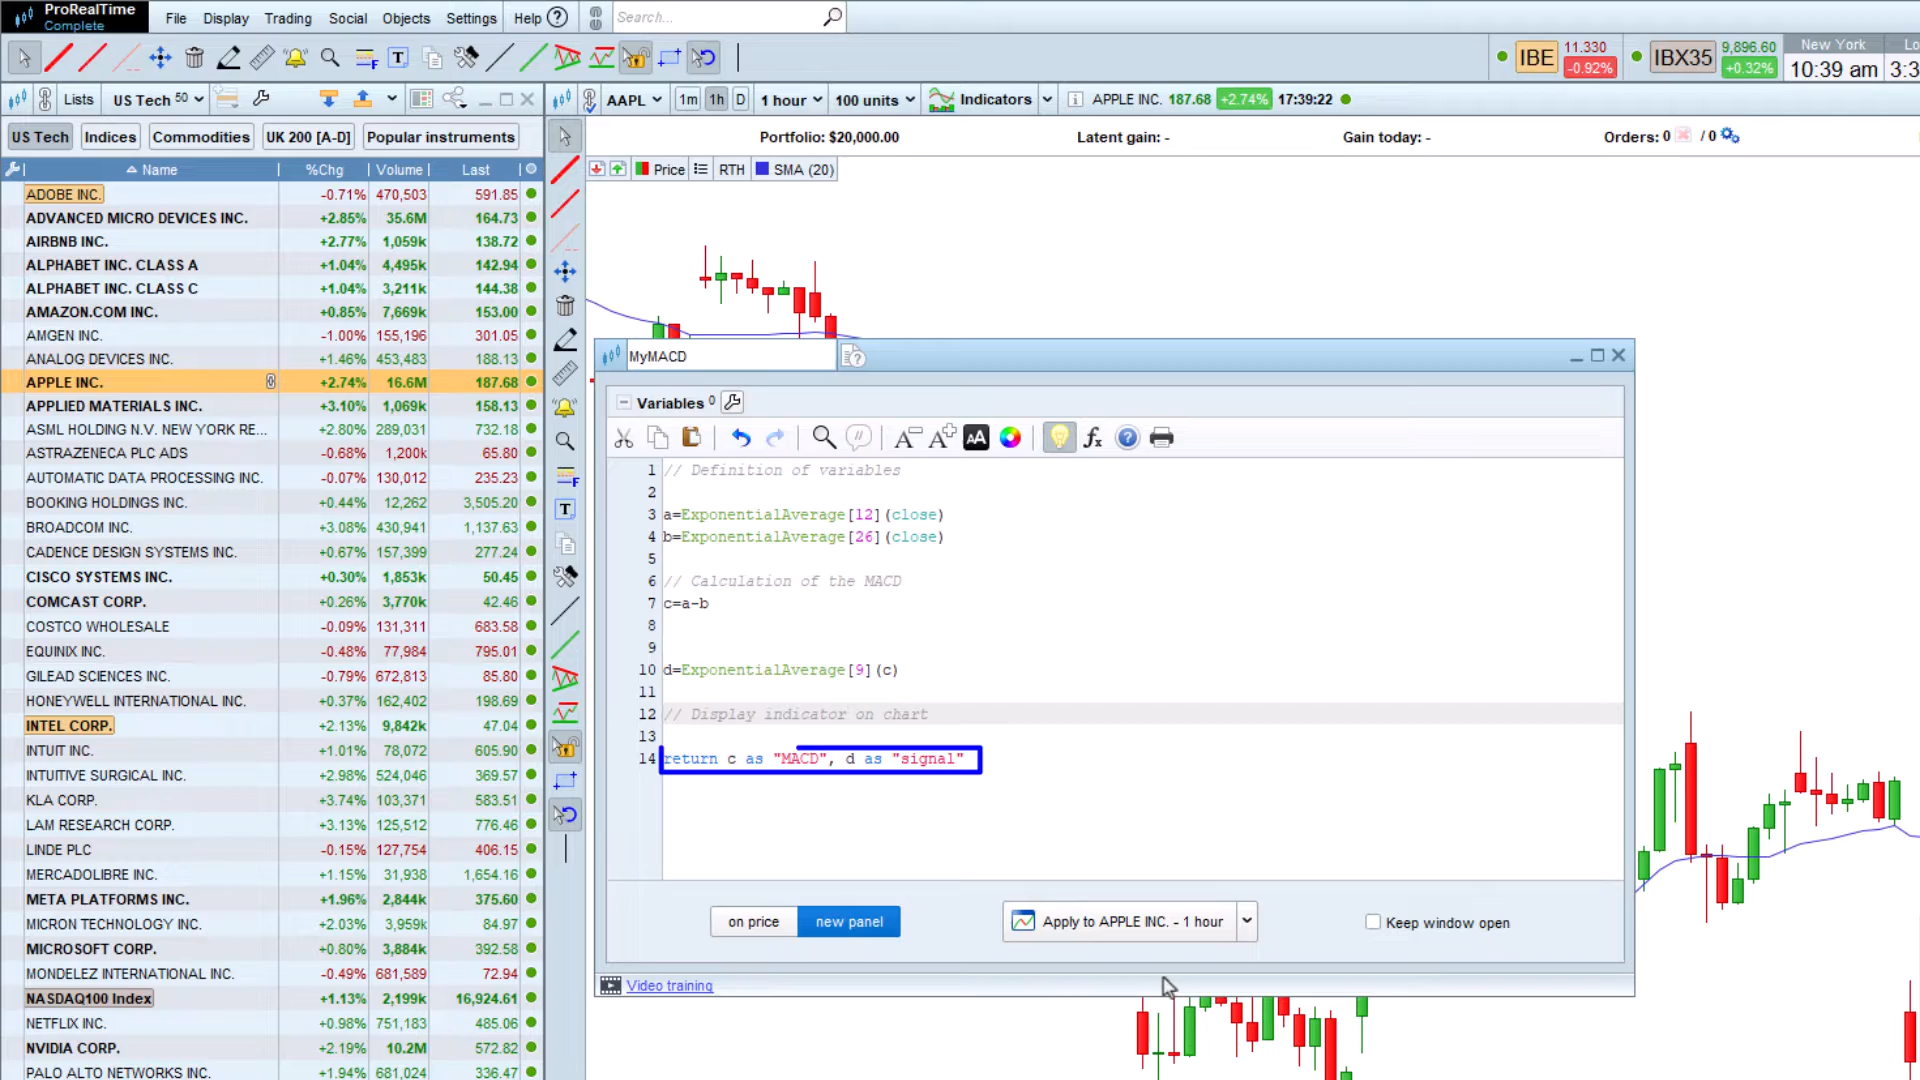 ProRealTime
Complete
File Display Trading Social Objects Settings Help ?
Search...
IBE 11.330 -0.92% IBX35 9,896.60 +0.32%
New York
10:39 am 3:3
Lists US Tech 50
AAPL 1m 1h D 1 hour 100 units Indicators i APPLE INC. 187.68 +2.74% 17:39:22
US Tech Indices Commodities UK 200 [A-D] Popular instruments
Portfolio: $20,000.00 Latent gain: - Gain today: - Orders: 0 / 0
Price RTH SMA (20)
Name %Chg Volume Last
ADOBE INC. -0.71% 470,503 591.85
ADVANCED MICRO DEVICES INC. +2.85% 35.6M 164.73
AIRBNB INC. +2.77% 1,059k 138.72
ALPHABET INC. CLASS A +1.04% 4,495k 142.94
ALPHABET INC. CLASS C +1.04% 3,211k 144.38
AMAZON.COM INC. +0.85% 7,669k 153.00
AMGEN INC. -1.00% 155,196 301.05
ANALOG DEVICES INC. +1.46% 453,483 188.13
APPLE INC. +2.74% 16.6M 187.68
APPLIED MATERIALS INC. +3.10% 1,069k 158.13
ASML HOLDING N.V. NEW YORK RE... +2.80% 289,031 732.18
ASTRAZENECA PLC ADS -0.68% 1,200k 65.80
AUTOMATIC DATA PROCESSING INC. -0.07% 130,012 235.23
BOOKING HOLDINGS INC. +0.44% 12,262 3,505.20
BROADCOM INC. +3.08% 430,941 1,137.63
CADENCE DESIGN SYSTEMS INC. +0.67% 157,399 277.24
CISCO SYSTEMS INC. +0.30% 1,853k 50.45
COMCAST CORP. +0.26% 3,770k 42.46
COSTCO WHOLESALE -0.09% 131,311 683.58
EQUINIX INC. -0.48% 77,984 795.01
GILEAD SCIENCES INC. -0.79% 672,813 85.80
HONEYWELL INTERNATIONAL INC. +0.37% 162,402 198.69
INTEL CORP. +2.13% 9,842k 47.04
INTUIT INC. +1.01% 78,072 605.90
INTUITIVE SURGICAL INC. +2.98% 524,046 369.57
KLA CORP. +3.74% 103,371 583.51
LAM RESEARCH CORP. +3.13% 125,512 776.46
LINDE PLC -0.15% 127,754 406.15
MERCADOLIBRE INC. +1.15% 31,938 1,654.16
META PLATFORMS INC. +1.96% 2,844k 375.60
MICRON TECHNOLOGY INC. +2.03% 3,959k 84.97
MICROSOFT CORP. +0.80% 3,884k 392.58
MONDELEZ INTERNATIONAL INC. -0.49% 681,589 72.94
NASDAQ100 Index +1.13% 2,199k 16,924.61
NETFLIX INC. +0.98% 751,183 485.06
NVIDIA CORP. +2.19% 10.2M 572.82
PALO ALTO NETWORKS INC. +1.94% 681,024 336.47
MyMACD
Variables 0
1 // Definition of variables
2
3 a=ExponentialAverage[12](close)
4 b=ExponentialAverage[26](close)
5
6 // Calculation of the MACD
7 c=a-b
8
9
10 d=ExponentialAverage[9](c)
11
12 // Display indicator on chart
13
14 return c as "MACD", d as "signal"
on price new panel Apply to APPLE INC. - 1 hour Keep window open
Video training